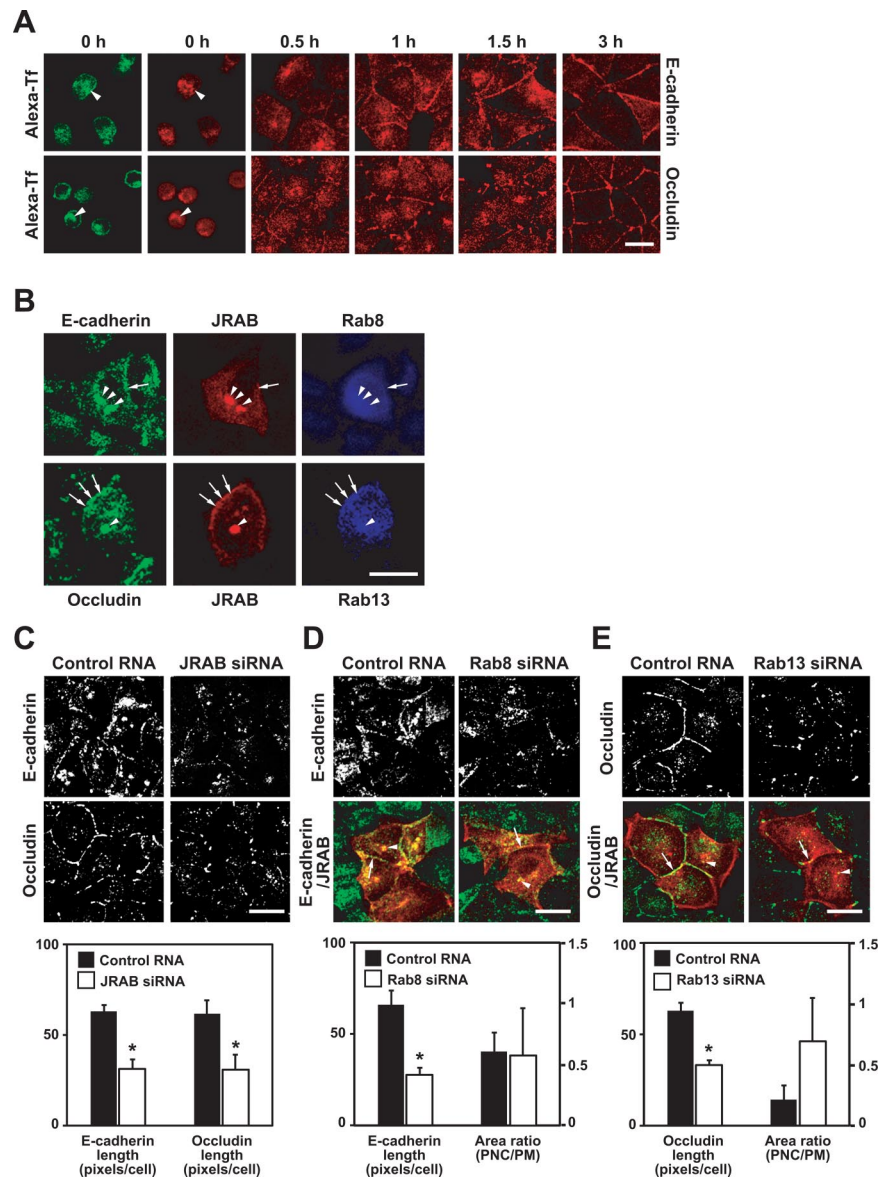 A
0 h 0 h 0.5 h 1 h 1.5 h 3 h
Alexa-Tf
E-cadherin
Alexa-Tf
Occludin
B
E-cadherin JRAB Rab8
Occludin JRAB Rab13
C
Control RNA JRAB siRNA
E-cadherin
Occludin
100
50
0
Control RNA
JRAB siRNA
* *
E-cadherin length (pixels/cell)
Occludin length (pixels/cell)
D
Control RNA Rab8 siRNA
E-cadherin
E-cadherin
/JRAB
100
50
0
Control RNA
Rab8 siRNA
*
1.5
1
0.5
0
E-cadherin length (pixels/cell)
Area ratio (PNC/PM)
E
Control RNA Rab13 siRNA
Occludin
Occludin
/JRAB
100
50
0
Control RNA
Rab13 siRNA
*
1.5
1
0.5
0
Occludin length (pixels/cell)
Area ratio (PNC/PM)